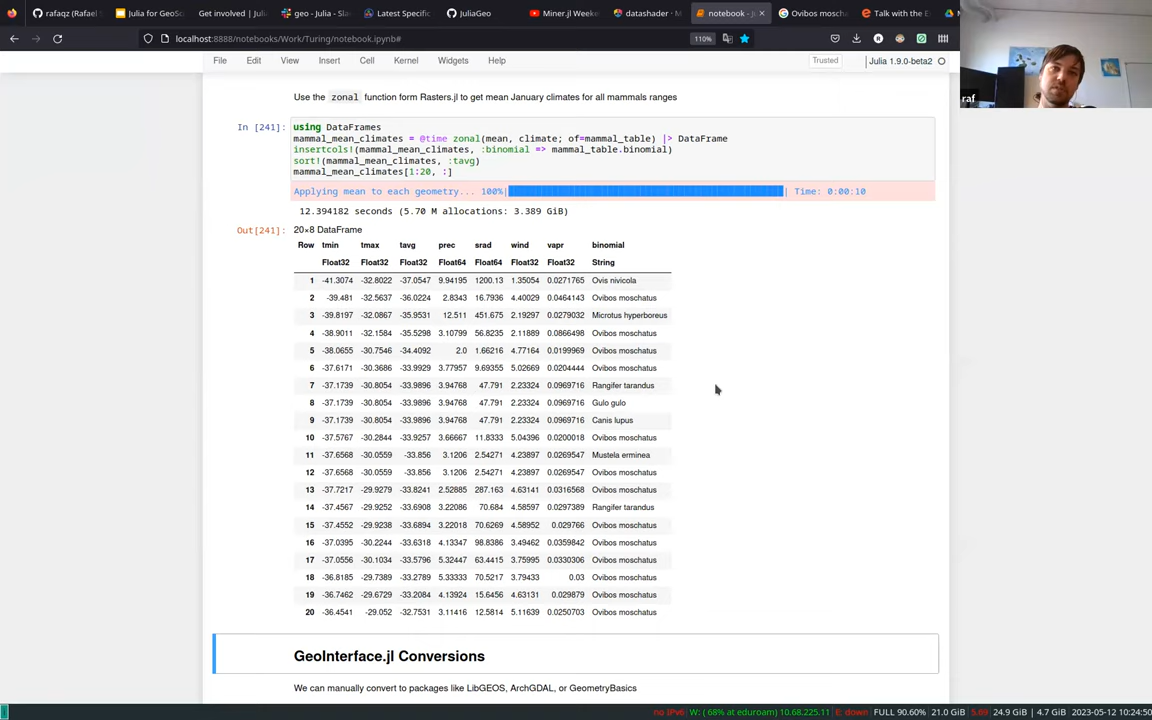 rafaqz (Rafael S
Julia for GeoSc
Get involved | Juli
geo - Julia - Sla
Latest Specific
JuliaGeo
Miner.jl Weeke
datashader · M
notebook - J
Ovibos mosch
Talk with the E
M
localhost:8888/notebooks/Work/Turing/notebook.ipynb#
110%
File Edit View Insert Cell Kernel Widgets Help
Trusted
Julia 1.9.0-beta2
raf
Use the zonal function form Rasters.jl to get mean January climates for all mammals ranges
In [241]:
using DataFrames
mammal_mean_climates = @time zonal(mean, climate; of=mammal_table) |> DataFrame
insertcols!(mammal_mean_climates, :binomial => mammal_table.binomial)
sort!(mammal_mean_climates, :tavg)
mammal_mean_climates[1:20, :]
Applying mean to each geometry... 100%| | Time: 0:00:10
12.394182 seconds (5.70 M allocations: 3.389 GiB)
Out[241]:
20×8 DataFrame
Row tmin tmax tavg prec srad wind vapr binomial
Float32 Float32 Float32 Float64 Float64 Float32 Float32 String
1 -41.3074 -32.8022 -37.0547 9.94195 1200.13 1.35054 0.0271765 Ovis nivicola
2 -39.481 -32.5637 -36.0224 2.8343 16.7936 4.40029 0.0464143 Ovibos moschatus
3 -39.8197 -32.0867 -35.9531 12.511 451.675 2.19297 0.0279032 Microtus hyperboreus
4 -38.9011 -32.1584 -35.5298 3.10799 56.8235 2.11889 0.0866498 Ovibos moschatus
5 -38.0655 -30.7546 -34.4092 2.0 1.66216 4.77164 0.0199969 Ovibos moschatus
6 -37.6171 -30.3686 -33.9929 3.77957 9.69355 5.02669 0.0204444 Ovibos moschatus
7 -37.1739 -30.8054 -33.9896 3.94768 47.791 2.23324 0.0969716 Rangifer tarandus
8 -37.1739 -30.8054 -33.9896 3.94768 47.791 2.23324 0.0969716 Gulo gulo
9 -37.1739 -30.8054 -33.9896 3.94768 47.791 2.23324 0.0969716 Canis lupus
10 -37.5767 -30.2844 -33.9257 3.66667 11.8333 5.04396 0.0200018 Ovibos moschatus
11 -37.6568 -30.0559 -33.856 3.1206 2.54271 4.23897 0.0269547 Mustela erminea
12 -37.6568 -30.0559 -33.856 3.1206 2.54271 4.23897 0.0269547 Ovibos moschatus
13 -37.7217 -29.9279 -33.8241 2.52885 287.163 4.63141 0.0316568 Ovibos moschatus
14 -37.4567 -29.9252 -33.6908 3.22086 70.684 4.58597 0.0297389 Rangifer tarandus
15 -37.4552 -29.9238 -33.6894 3.22018 70.6269 4.58952 0.029766 Ovibos moschatus
16 -37.0395 -30.2244 -33.6318 4.13347 98.8386 3.49462 0.0359842 Ovibos moschatus
17 -37.0556 -30.1034 -33.5796 5.32447 63.4415 3.75995 0.0330306 Ovibos moschatus
18 -36.8185 -29.7389 -33.2789 5.33333 70.5217 3.79433 0.03 Ovibos moschatus
19 -36.7462 -29.6729 -33.2084 4.13924 15.6456 4.63131 0.029879 Ovibos moschatus
20 -36.4541 -29.052 -32.7531 3.11416 12.5814 5.11639 0.0250703 Ovibos moschatus
GeoInterface.jl Conversions
We can manually convert to packages like LibGEOS, ArchGDAL, or GeometryBasics
no IPv6 W: ( 68% at eduroam) 10.68.225.11 E: down FULL 90.60% 21.0 GiB 5.69 24.9 GiB | 4.7 GiB 2023-05-12 10:24:50